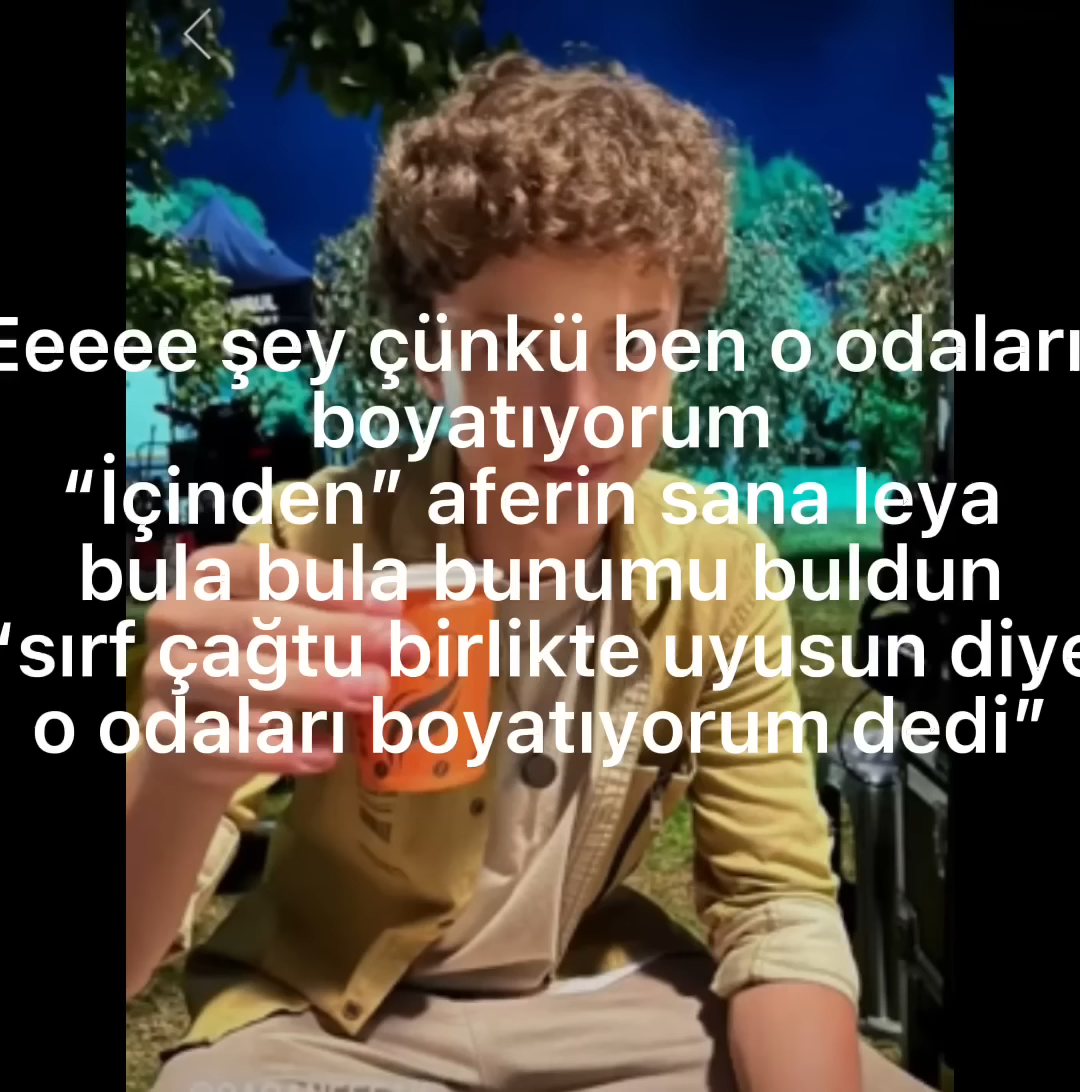 Eeeee şey çünkü ben o odaları
boyatıyorum
“İçinden” aferin sana leya
bula bula bunumu buldun
“sırf çağtu birlikte uyusun diye
o odaları boyatıyorum dedi”